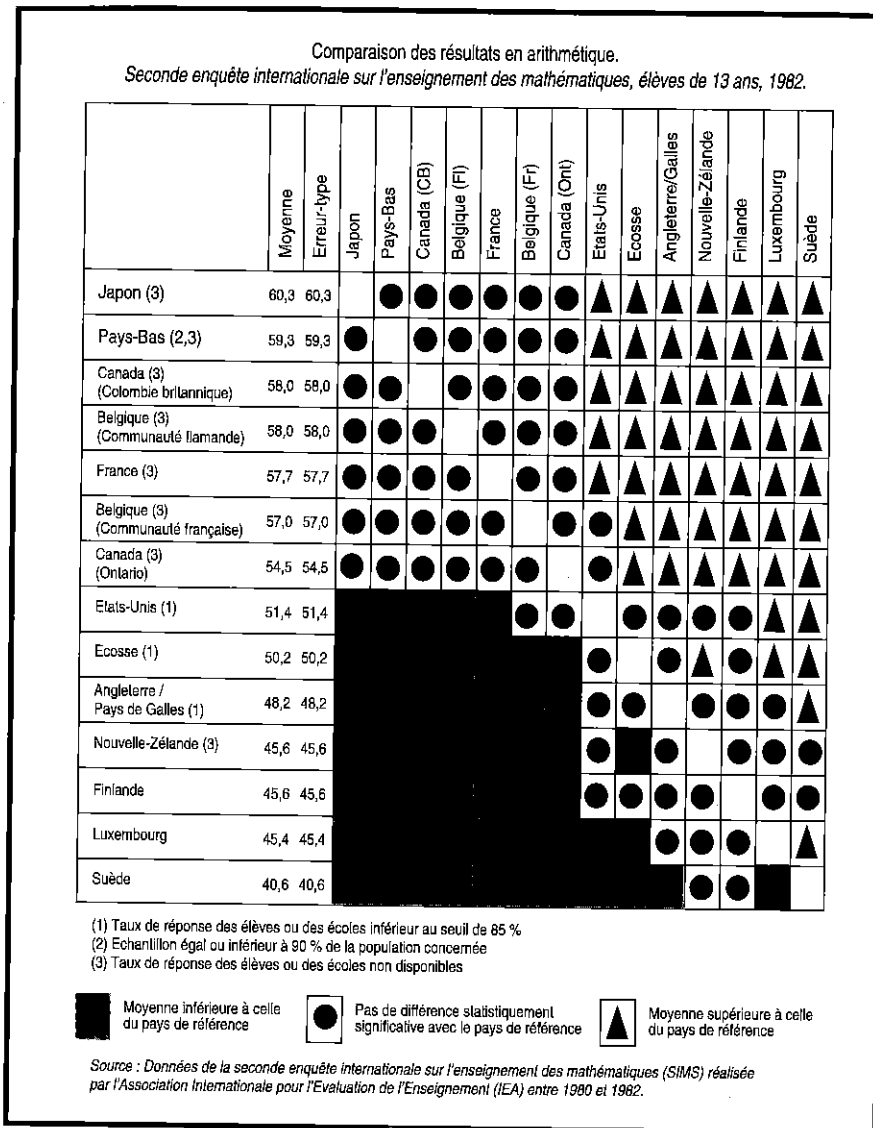 Comparaison des résultats en arithmétique.
Seconde enquête internationale sur l'enseignement des mathématiques, élèves de 13 ans, 1982.
Moyenne Erreur-type Japon Pays-Bas Canada (CB) Belgique (Fl) France Belgique (Fr) Canada (Ont) Etats-Unis Ecosse Angleterre/Galles Nouvelle-Zélande Finlande Luxembourg Suède
Japon (3) 60,3 60,3
Pays-Bas (2,3) 59,3 59,3
Canada (3)
(Colombie britannique) 58,0 58,0
Belgique (3)
(Communauté flamande) 58,0 58,0
France (3) 57,7 57,7
Belgique (3)
(Communauté française) 57,0 57,0
Canada (3)
(Ontario) 54,5 54,5
Etats-Unis (1) 51,4 51,4
Ecosse (1) 50,2 50,2
Angleterre /
Pays de Galles (1) 48,2 48,2
Nouvelle-Zélande (3) 45,6 45,6
Finlande 45,6 45,6
Luxembourg 45,4 45,4
Suède 40,6 40,6
(1) Taux de réponse des élèves ou des écoles inférieur au seuil de 85 %
(2) Echantillon égal ou inférieur à 90 % de la population concernée
(3) Taux de réponse des élèves ou des écoles non disponibles
Moyenne inférieure à celle
du pays de référence
Pas de différence statistiquement
significative avec le pays de référence
Moyenne supérieure à celle
du pays de référence
Source : Données de la seconde enquête internationale sur l'enseignement des mathématiques (SIMS) réalisée
par l'Association Internationale pour l'Evaluation de l'Enseignement (IEA) entre 1980 et 1982.